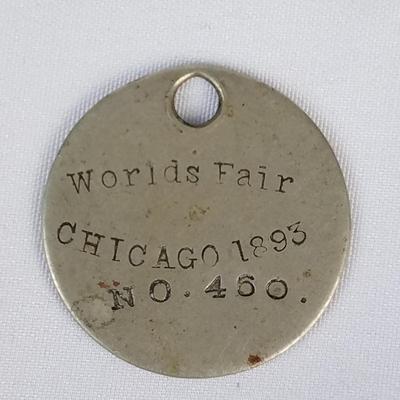 Worlds Fair
CHICAGO 1893
NO. 450.